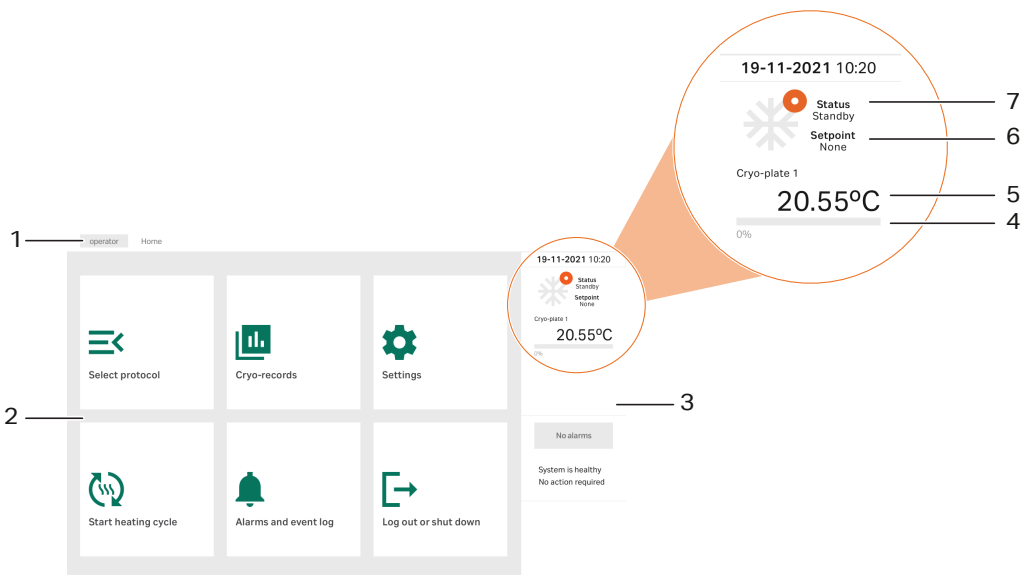 19-11-2021 10:20
Status
Standby
Setpoint
None
Cryo-plate 1
20.55ºC
0%
7
6
5
4
1
operator
Home
19-11-2021 10:20
Status
Standby
Setpoint
None
Cryo-plate 1
20.55ºC
0%
Select protocol
Cryo-records
Settings
2
3
No alarms
System is healthy
No action required
Start heating cycle
Alarms and event log
Log out or shut down